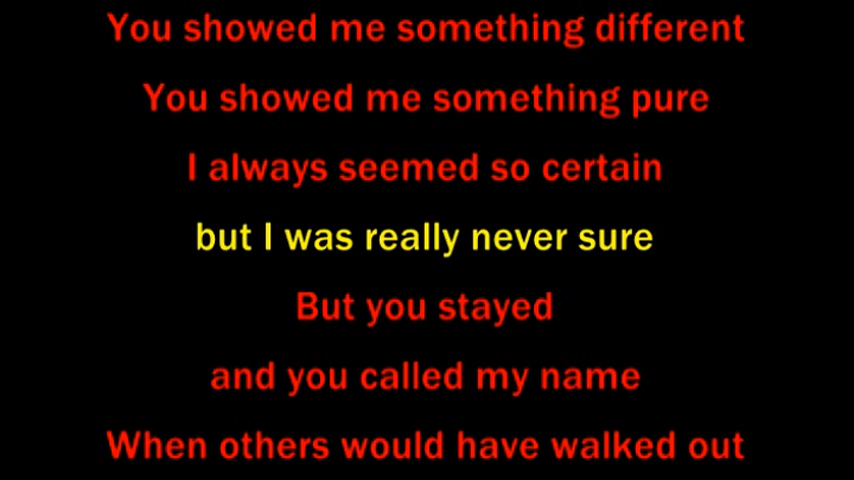 You showed me something different
You showed me something pure
I always seemed so certain
but I was really never sure
But you stayed
and you called my name
When others would have walked out